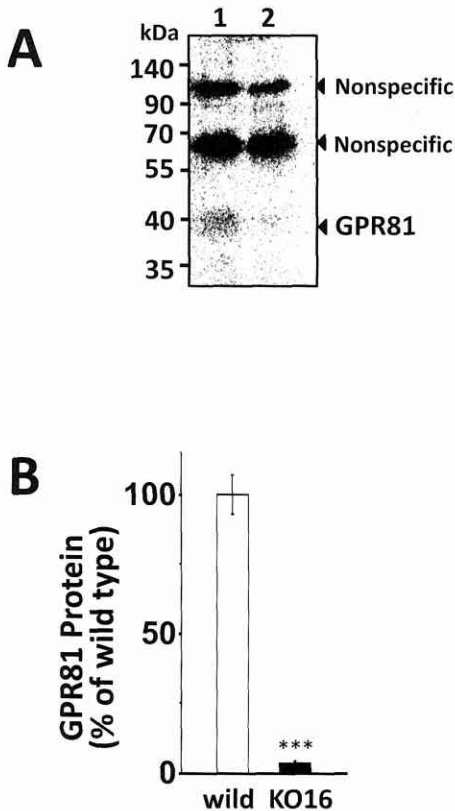 A
kDa
1 2
140
90
70
55
40
35
Nonspecific
Nonspecific
GPR81
B
GPR81 Protein
(% of wild type)
100
50
0
***
wild KO16